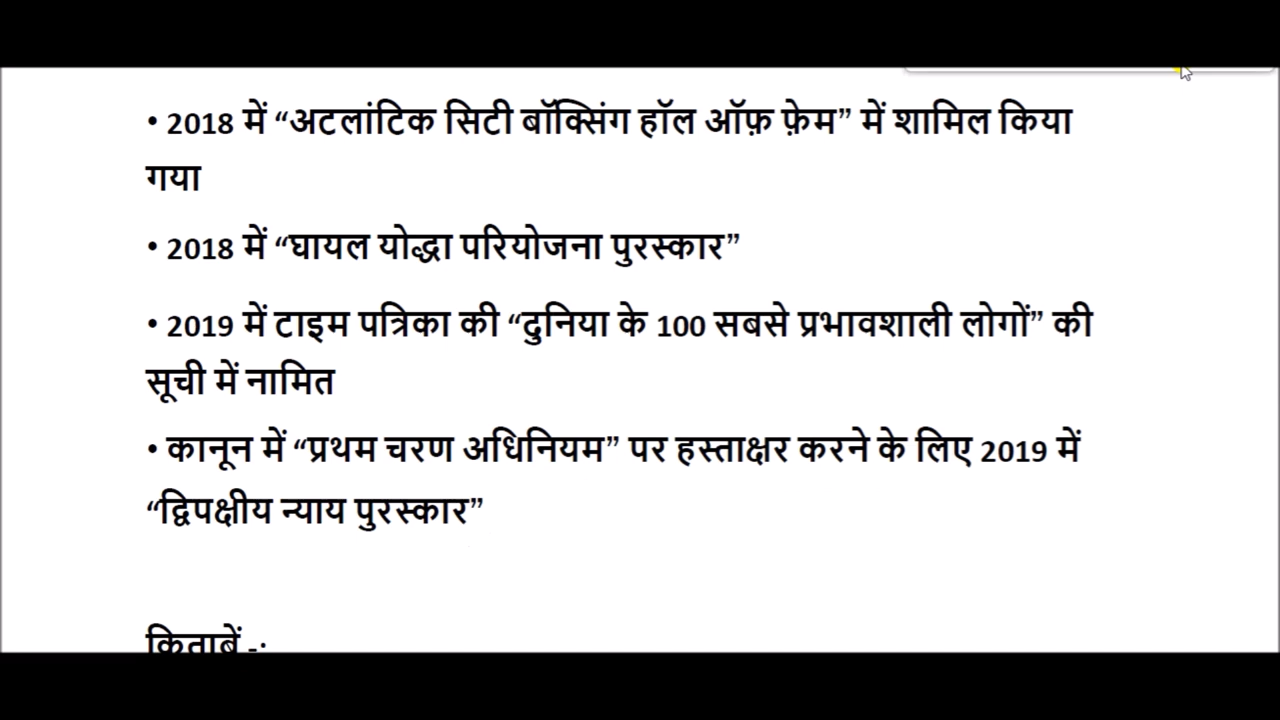 • 2018 में “अटलांटिक सिटी बॉक्सिंग हॉल ऑफ़ फ़ेम” में शामिल किया
गया
• 2018 में “घायल योद्धा परियोजना पुरस्कार”
• 2019 में टाइम पत्रिका की “दुनिया के 100 सबसे प्रभावशाली लोगों” की
सूची में नामित
• कानून में “प्रथम चरण अधिनियम” पर हस्ताक्षर करने के लिए 2019 में
“द्विपक्षीय न्याय पुरस्कार”
किताबें -: